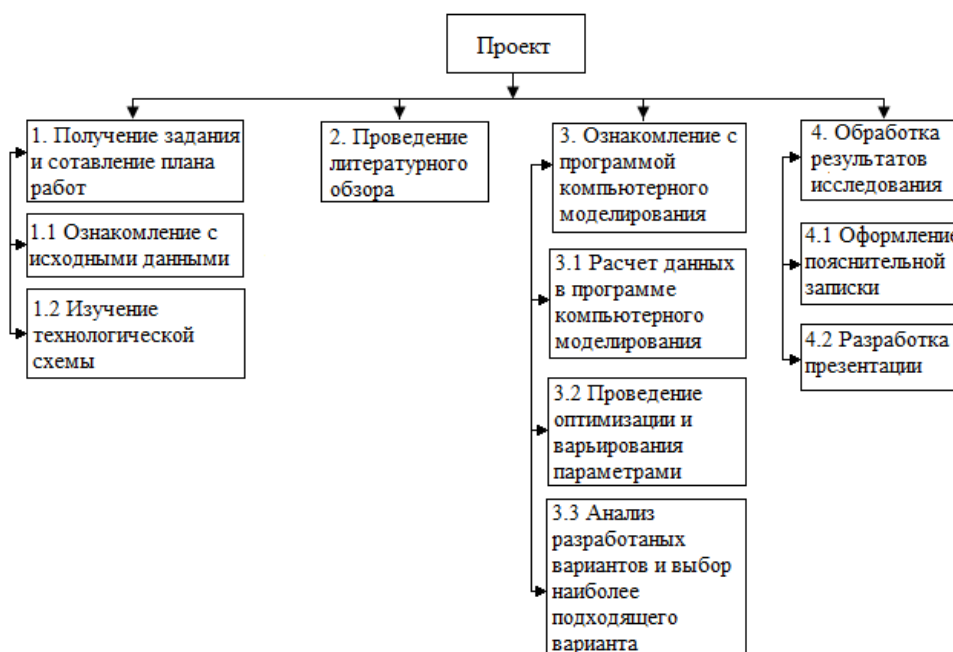 Проект
1. Получение задания
и сотавление плана
работ
1.1 Ознакомление с
исходными данными
1.2 Изучение
технологической
схемы
2. Проведение
литературного
обзора
3. Ознакомление с
программой
компьютерного
моделирования
3.1 Расчет данных
в программе
компьютерного
моделирования
3.2 Проведение
оптимизации и
варьирования
параметрами
3.3 Анализ
разработаных
вариантов и выбор
наиболее
подходящего
варианта
4. Обработка
результатов
исследования
4.1 Оформление
пояснительной
записки
4.2 Разработка
презентации